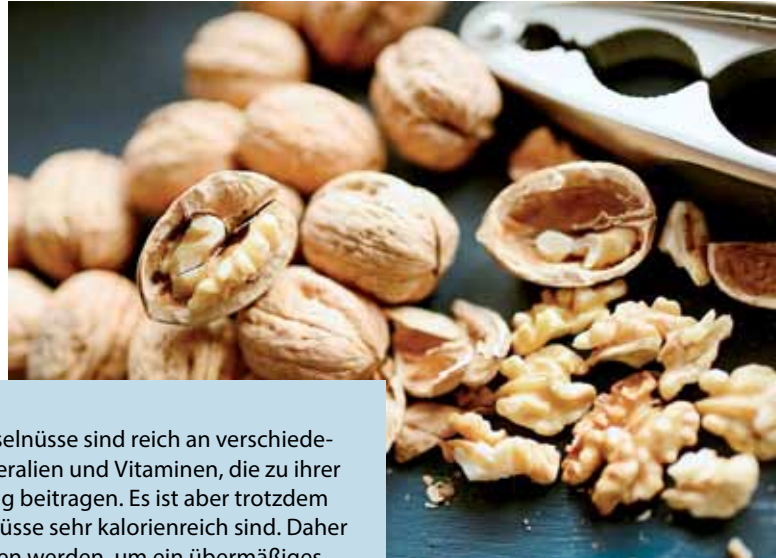 selnüsse sind reich an verschiede-
eralien und Vitaminen, die zu ihrer
g beitragen. Es ist aber trotzdem
üsse sehr kalorienreich sind. Daher
en werden, um ein übermäßiges